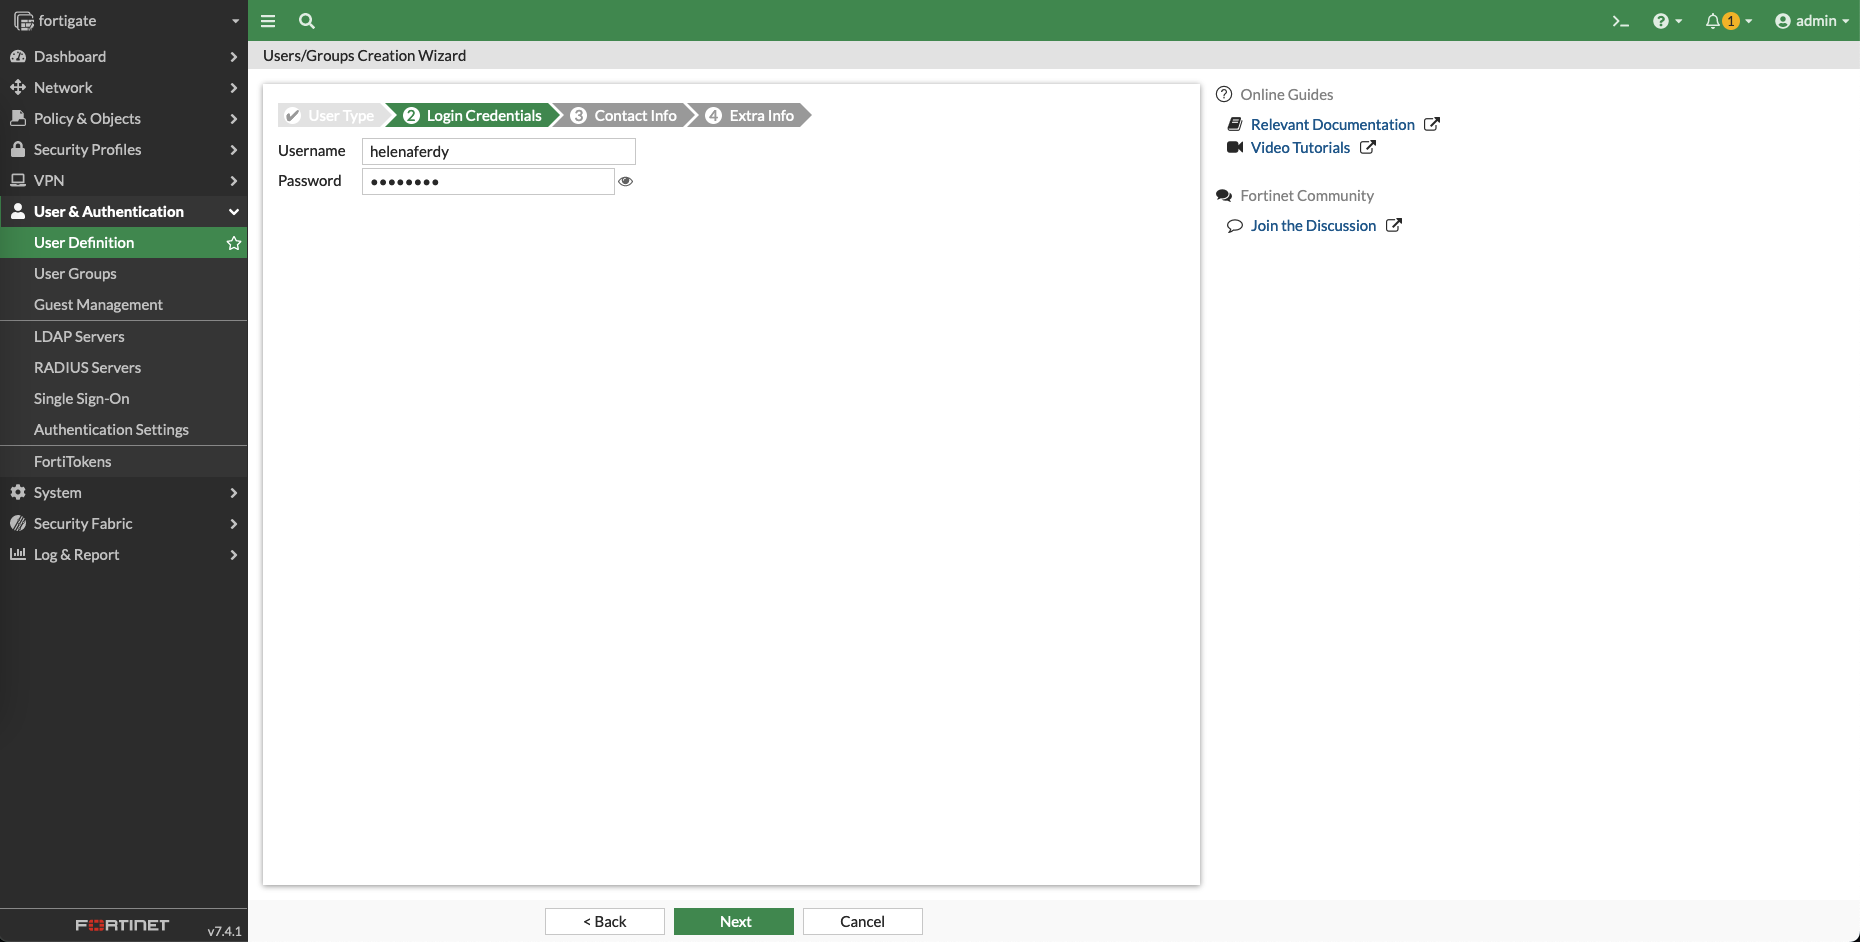 fortigate
Dashboard
Network
Policy & Objects
Security Profiles
VPN
User & Authentication
User Definition
User Groups
Guest Management
LDAP Servers
RADIUS Servers
Single Sign-On
Authentication Settings
FortiTokens
System
Security Fabric
Log & Report
FORTINET
v7.4.1
>_ ? 1 admin
Users/Groups Creation Wizard
User Type 2 Login Credentials 3 Contact Info 4 Extra Info
Username helenaferdy
Password ••••••••
< Back Next Cancel
? Online Guides
Relevant Documentation
Video Tutorials
Fortinet Community
Join the Discussion